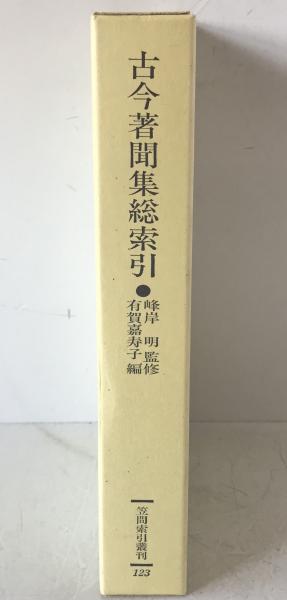 古今著聞集総索引●
峰岸 明 監修
有賀嘉寿子 編
笠間索引叢刊
123